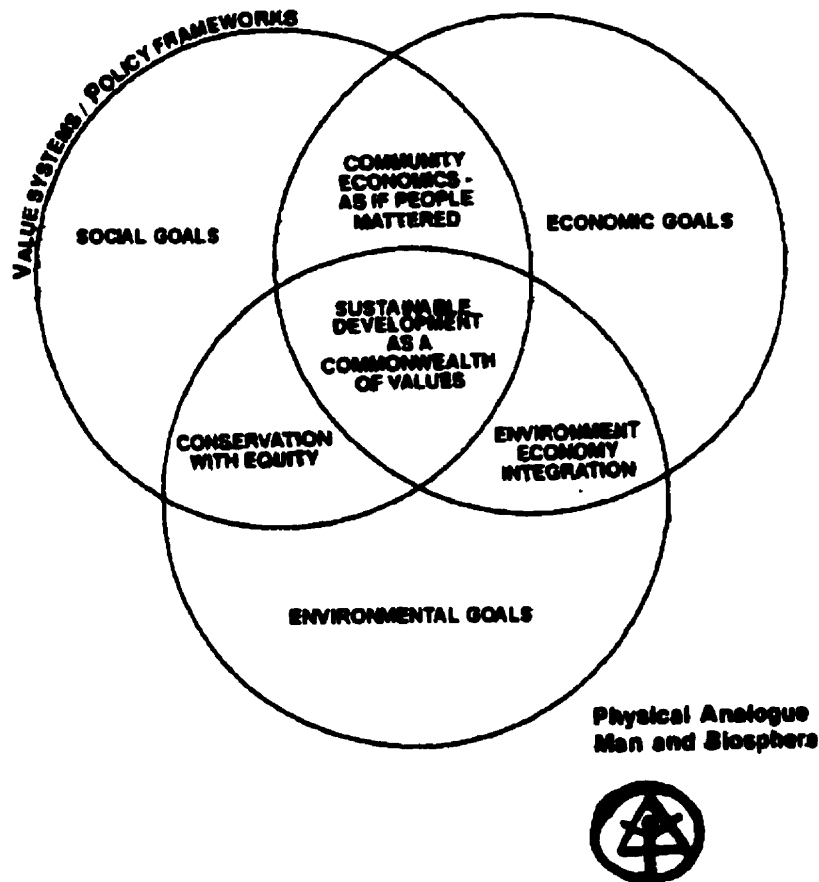 VALUE SYSTEMS / POLICY FRAMEWORKS
COMMUNITY
ECONOMICS -
AS IF PEOPLE
MATTERED
SOCIAL GOALS
ECONOMIC GOALS
SUSTAINABLE
DEVELOPMENT
AS A
COMMONWEALTH
OF VALUES
CONSERVATION
WITH EQUITY
ENVIRONMENT
ECONOMY
INTEGRATION
ENVIRONMENTAL GOALS
Physical Analogue
Man and Biosphere